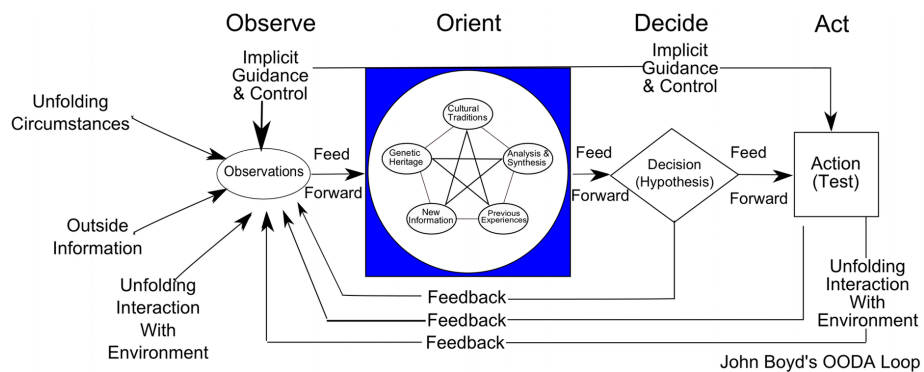 Observe
Orient
Decide
Act
Implicit
Guidance
& Control
Implicit
Guidance
& Control
Unfolding
Circumstances
Outside
Information
Unfolding
Interaction
With
Environment
Observations
Feed
Forward
Cultural
Traditions
Genetic
Heritage
Analysis &
Synthesis
New
Information
Previous
Experiences
Feed
Forward
Decision
(Hypothesis)
Feed
Forward
Action
(Test)
Unfolding
Interaction
With
Environment
Feedback
Feedback
Feedback
John Boyd's OODA Loop